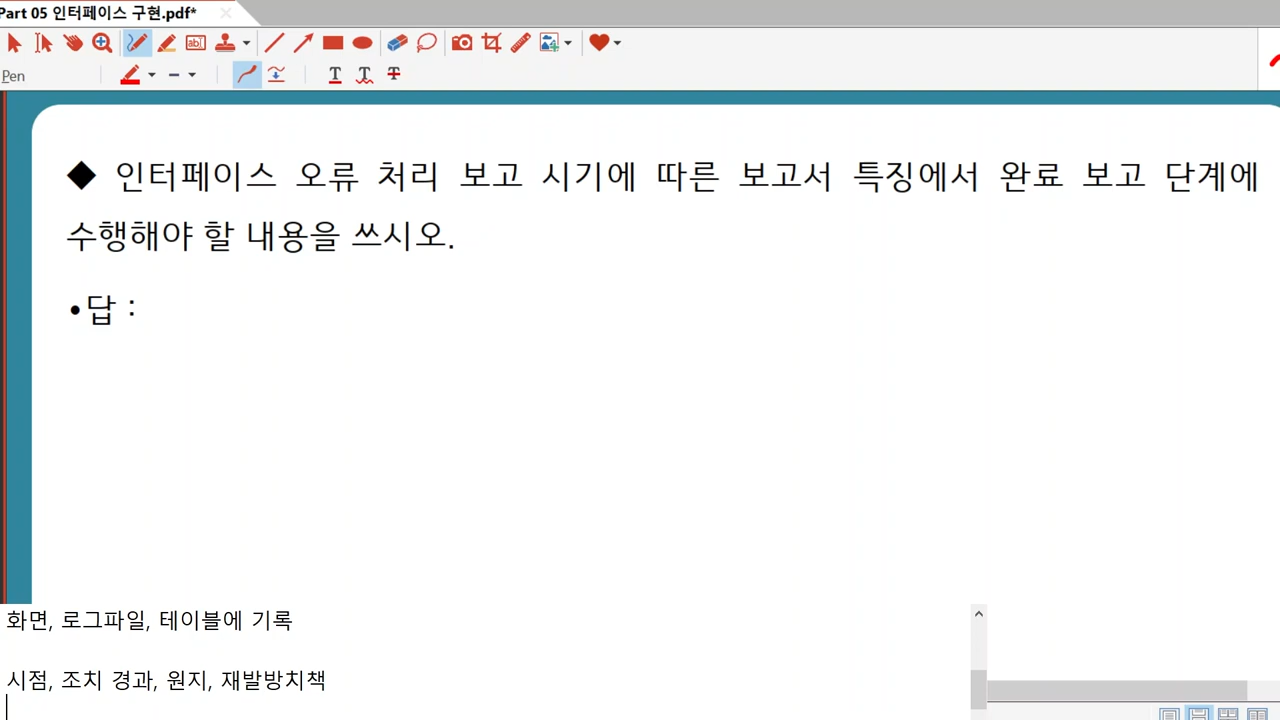 Part 05 인터페이스 구현.pdf*
Pen
◆ 인터페이스 오류 처리 보고 시기에 따른 보고서 특징에서 완료 보고 단계에
수행해야 할 내용을 쓰시오.
•답 :
화면, 로그파일, 테이블에 기록
시점, 조치 경과, 원지, 재발방치책